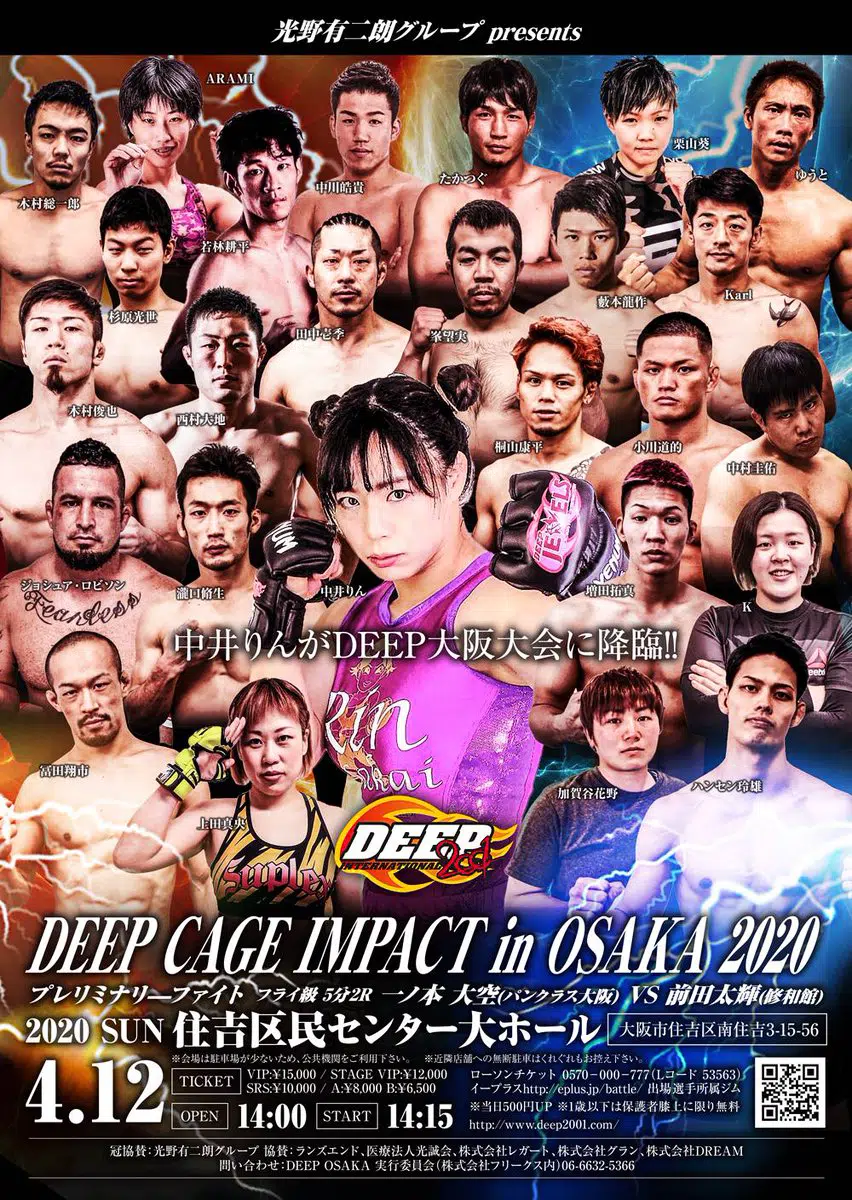 光野有二朗グループ presents
ARAMI
木村総一郎
中川皓貴
たかつぐ
栗山葵
ゆうと
若林耕平
杉原光世
田中壱季
峯望実
藪本龍作
Karl
木村俊也
西村大地
桐山康平
小川道的
中村圭佑
ジョシュア・ロビソン
Fearless
瀧口脩生
NUM
中井りん
DEEP
JEWELS
増田拓真
K
中井りんがDEEP大阪大会に降臨!!
Reebok
Rin
Nakai
冨田翔市
上田真央
Suplex
加賀谷花野
ハンセン玲雄
DEEP
INTERNATIONAL
2001
DEEP CAGE IMPACT in OSAKA 2020
プレリミナリーファイト フライ級 5分2R 一ノ本 大空(パンクラス大阪) VS 前田太輝(修和館)
2020 SUN 住吉区民センター大ホール 大阪市住吉区南住吉3-15-56
4.12
※会場は駐車場が少ないため、公共機関をご利用下さい。 ※近隣店舗への無断駐車はくれぐれもお控え下さい。
TICKET VIP:¥15,000 / STAGE VIP:¥12,000
SRS:¥10,000 / A:¥8,000 B:¥6,500
ローソンチケット 0570-000-777(Lコード 53563)
イープラスhttp://eplus.jp/battle/ 出場選手所属ジム
※当日500円UP ※1歳以下は保護者膝上に限り無料
http://www.deep2001.com/
OPEN 14:00 START 14:15
冠協賛:光野有二朗グループ 協賛:ランズエンド、医療法人光誠会、株式会社レガート、株式会社グラン、株式会社DREAM
問い合わせ:DEEP OSAKA 実行委員会(株式会社フリークス内)06-6632-5366